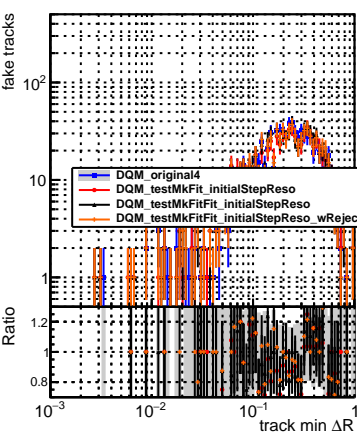 fake tracks
10²
10
1
DQM_original4
DQM_testMkFit_initialStepReso
DQM_testMkFitFit_initialStepReso
DQM_testMkFitFit_initialStepReso_wRejec
Ratio
1.2
1
0.8
10⁻³ 10⁻² 10⁻¹ 1
track min ΔR